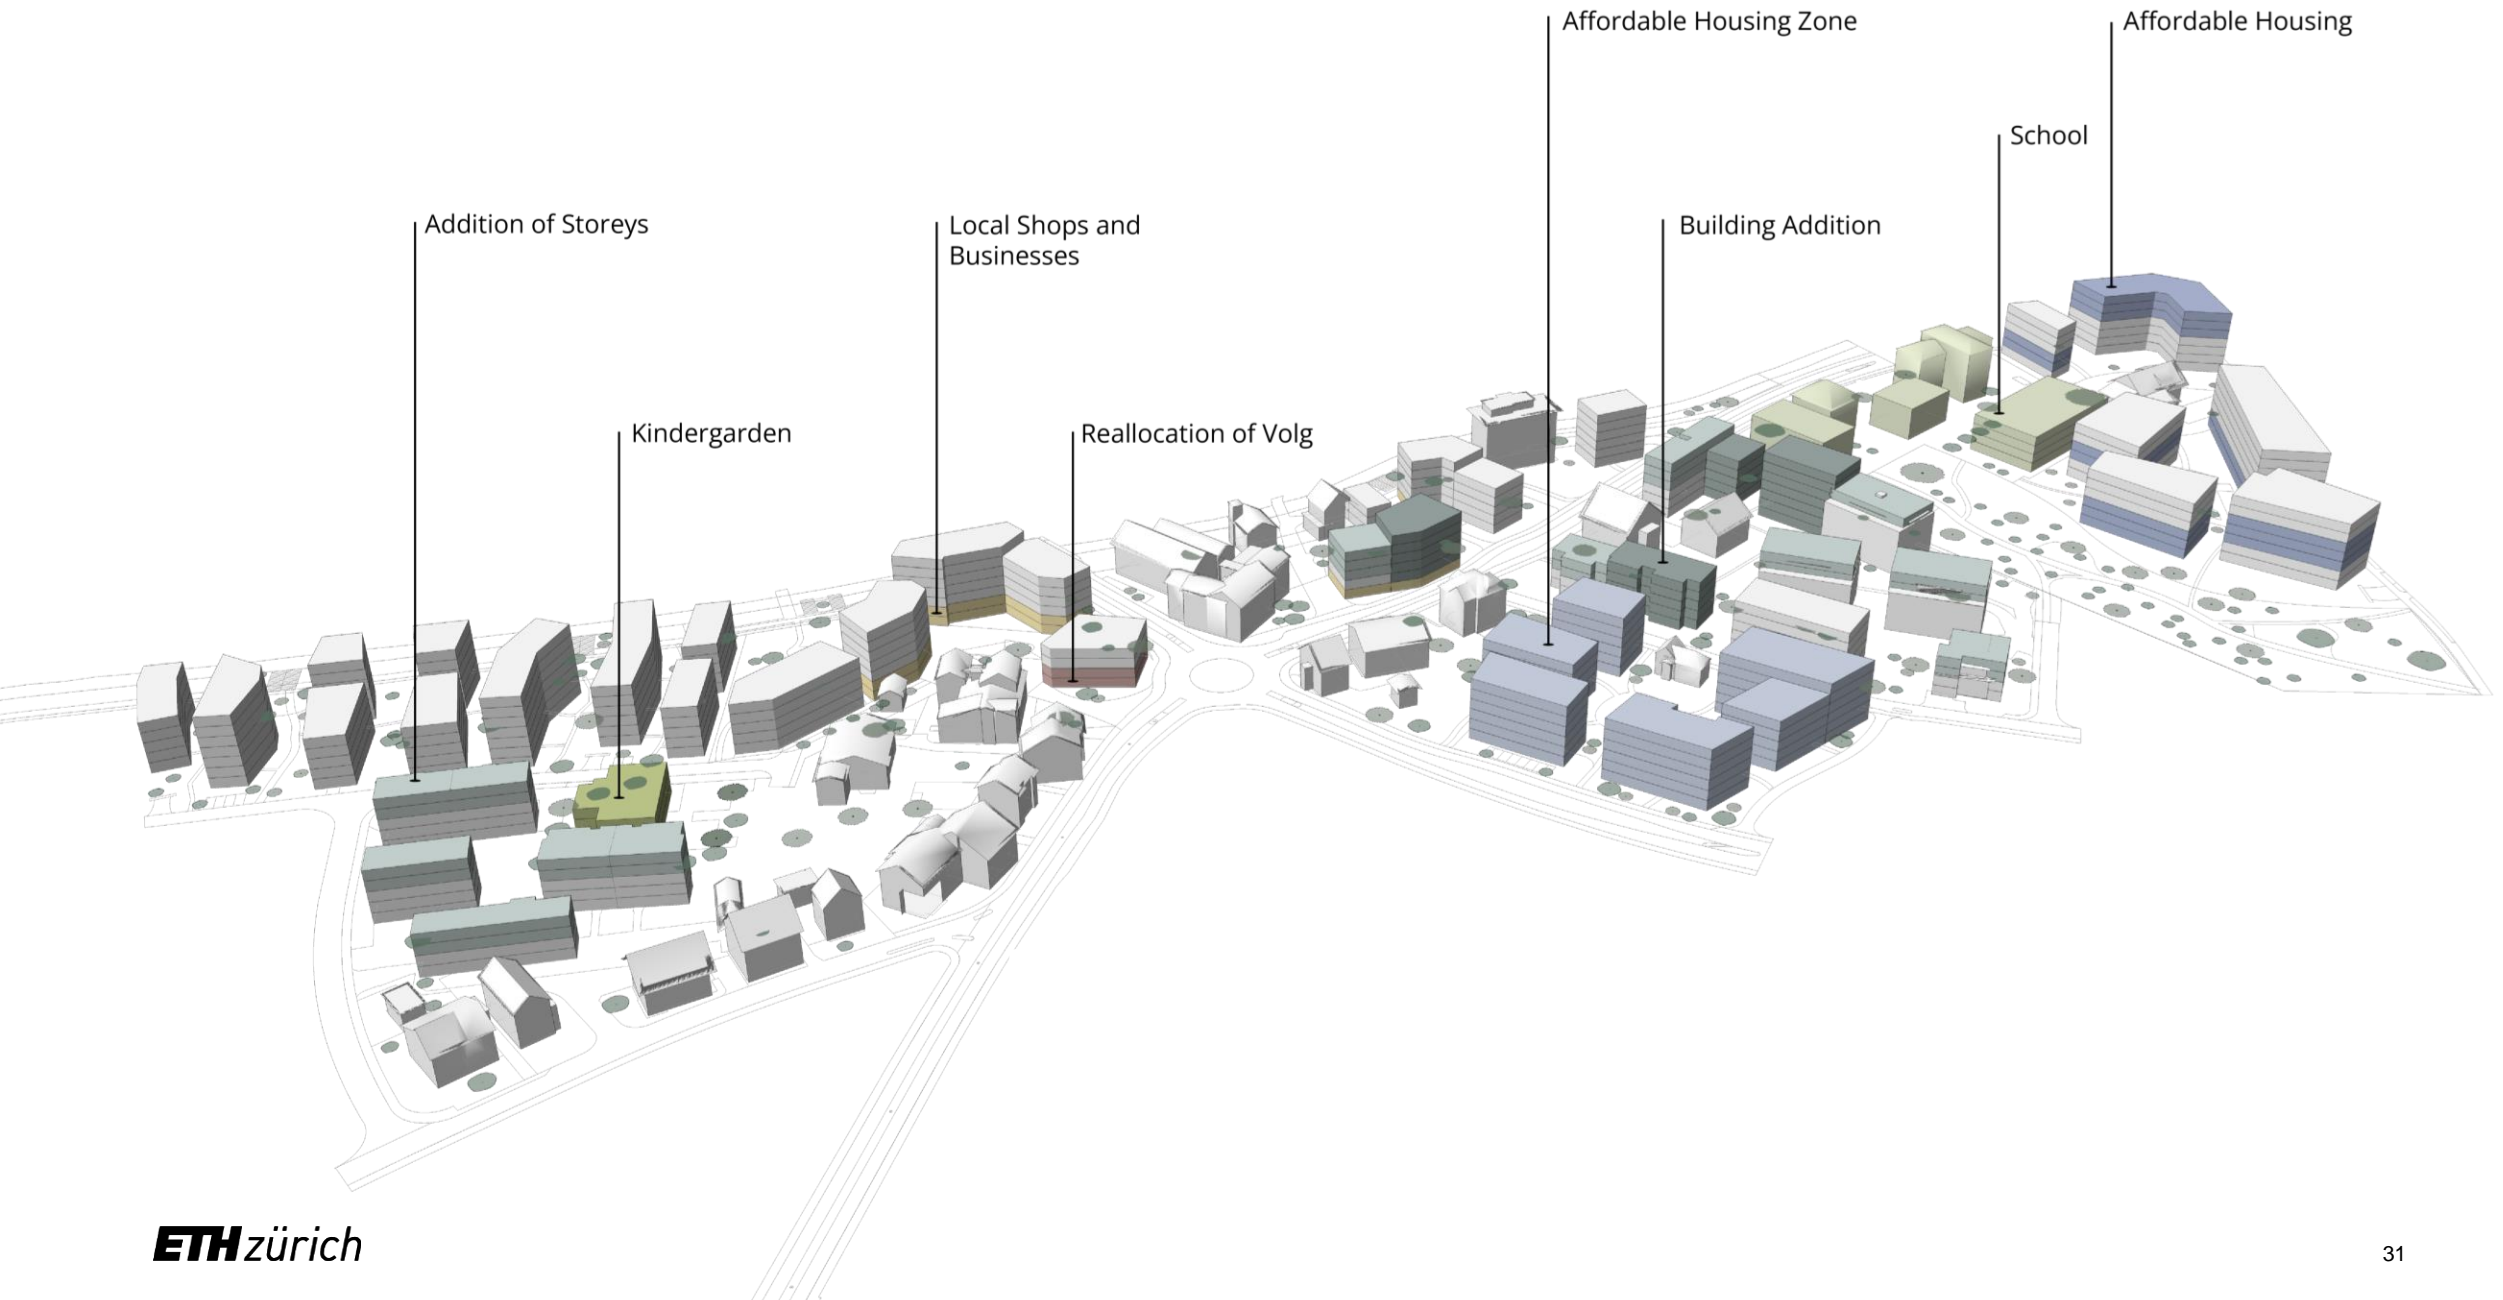 Affordable Housing Zone
Affordable Housing
School
Addition of Storeys
Local Shops and
Businesses
Building Addition
Kindergarden
Reallocation of Volg
ETH zürich
31